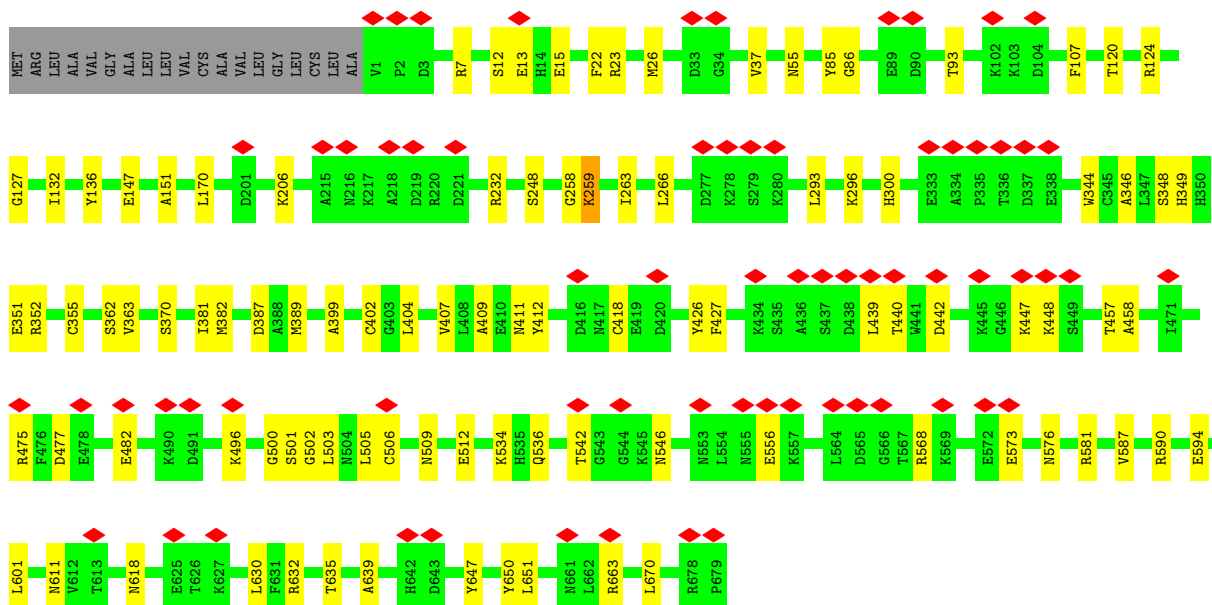 MET ARG LEU ALA VAL GLY ALA LEU LEU VAL CYS ALA VAL LEU GLY LEU CYS LEU ALA V1 P2 D3 R7 S12 E13 H14 E15 F22 R23 M26 D33 G34 V37 N55 Y85 G86 E89 D90 T93 K102 K103 D104 F107 T120 R124
G127 I132 Y136 E147 A151 L170 D201 K206 A215 N216 K217 A218 D219 R220 D221 R232 S248 G258 K259 I263 L266 D277 K278 S279 K280 L293 K296 H300 E333 A334 P335 T336 D337 E338 W344 C345 A346 L347 S348 H349 H350
E351 R352 C355 S362 V363 S370 I381 M382 D387 A388 M389 A399 C402 G403 L404 V407 L408 A409 E410 N411 Y412 D416 N417 C418 E419 D420 Y426 F427 K434 S435 A436 S437 D438 L439 T440 W441 D442 K445 G446 K447 K448 S449 T457 A458 I471
R475 F476 D477 E478 E482 K490 D491 K496 G500 S501 G502 L503 N504 L505 C506 N509 E512 K534 H535 Q536 T542 G543 G544 K545 N546 N553 L554 N555 E556 K557 L564 D565 G566 T567 R568 K569 E572 E573 N576 R581 V587 R590 E594
L601 N611 V612 T613 N618 E625 T626 K627 L630 F631 R632 T635 A639 H642 D643 Y647 Y650 L651 N661 L662 R663 L670 R678 P679